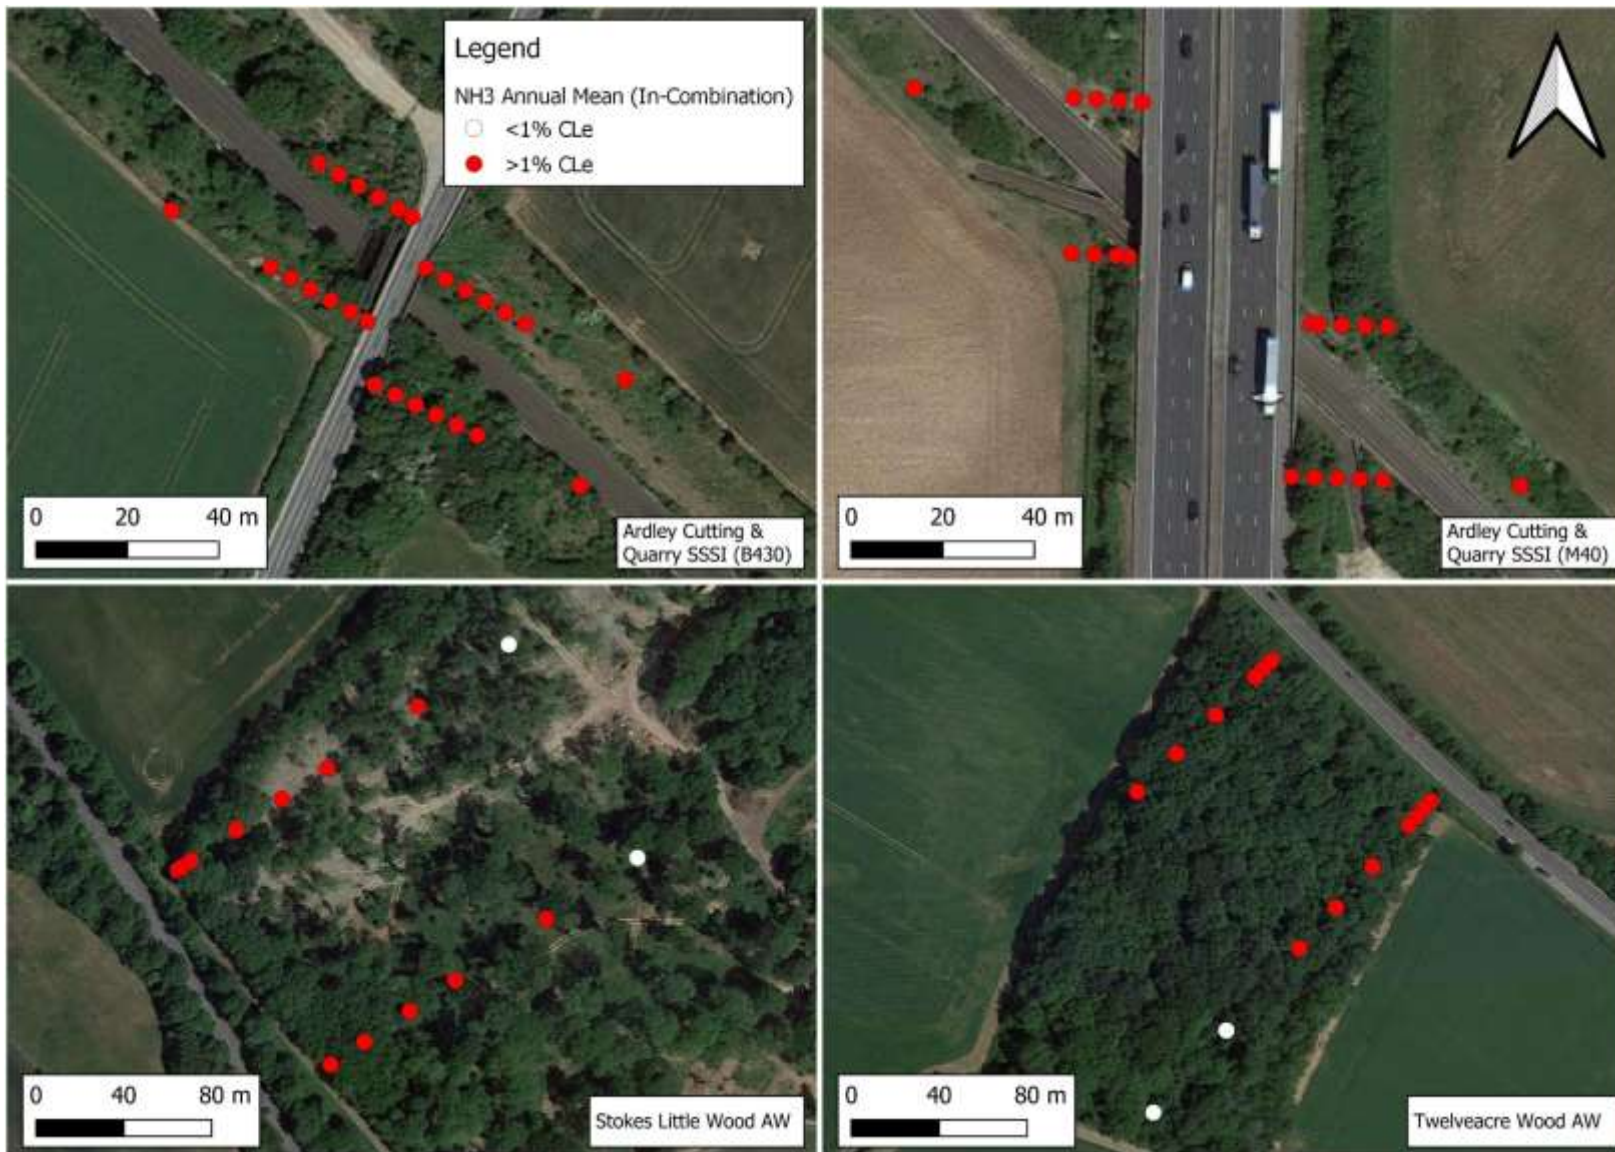 Legend
NH3 Annual Mean (In-Combination)
<1% CLe
>1% CLe
0 20 40 m
Ardley Cutting &
Quarry SSSI (B430)
0 20 40 m
Ardley Cutting &
Quarry SSSI (M40)
0 40 80 m
Stokes Little Wood AW
0 40 80 m
Twelveacre Wood AW